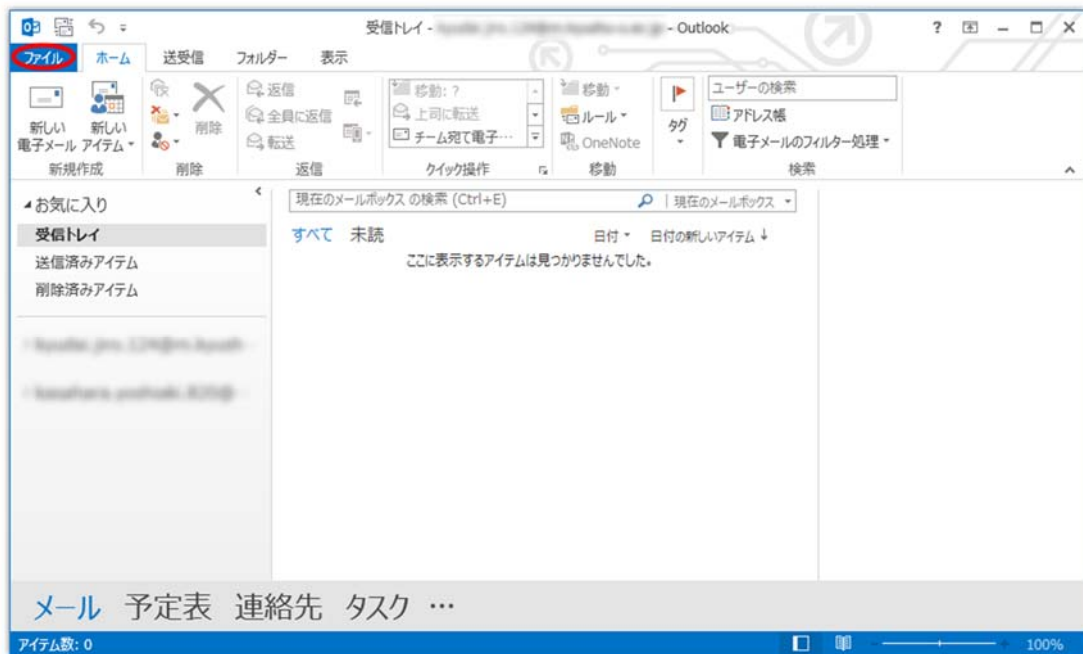 受信トレイ - - Outlook
ファイル ホーム 送受信 フォルダー 表示
新しい 電子メール
新しい アイテム
新規作成
削除
削除
返信
全員に返信
転送
返信
移動: ?
上司に転送
チーム宛て電子…
クイック操作
移動
ルール
OneNote
移動
タグ
ユーザーの検索
アドレス帳
電子メールのフィルター処理
検索
お気に入り
受信トレイ
送信済みアイテム
削除済みアイテム
現在のメールボックス の検索 (Ctrl+E) 現在のメールボックス
すべて 未読 日付 日付の新しいアイテム ↓
ここに表示するアイテムは見つかりませんでした。
メール 予定表 連絡先 タスク …
アイテム数: 0 100%